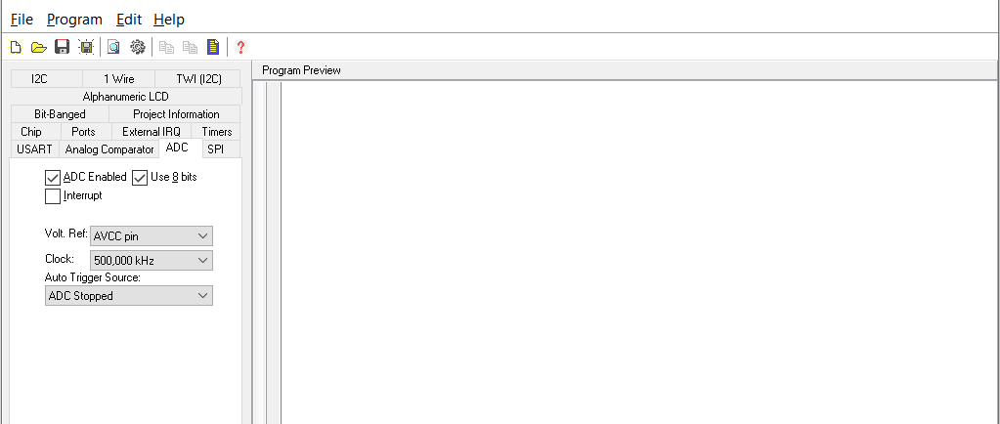 File Program Edit Help
?
Program Preview
I2C 1 Wire TWI (I2C)
Alphanumeric LCD
Bit-Banged Project Information
Chip Ports External IRQ Timers
USART Analog Comparator ADC SPI
ADC Enabled Use 8 bits
Interrupt
Volt. Ref: AVCC pin
Clock: 500,000 kHz
Auto Trigger Source:
ADC Stopped